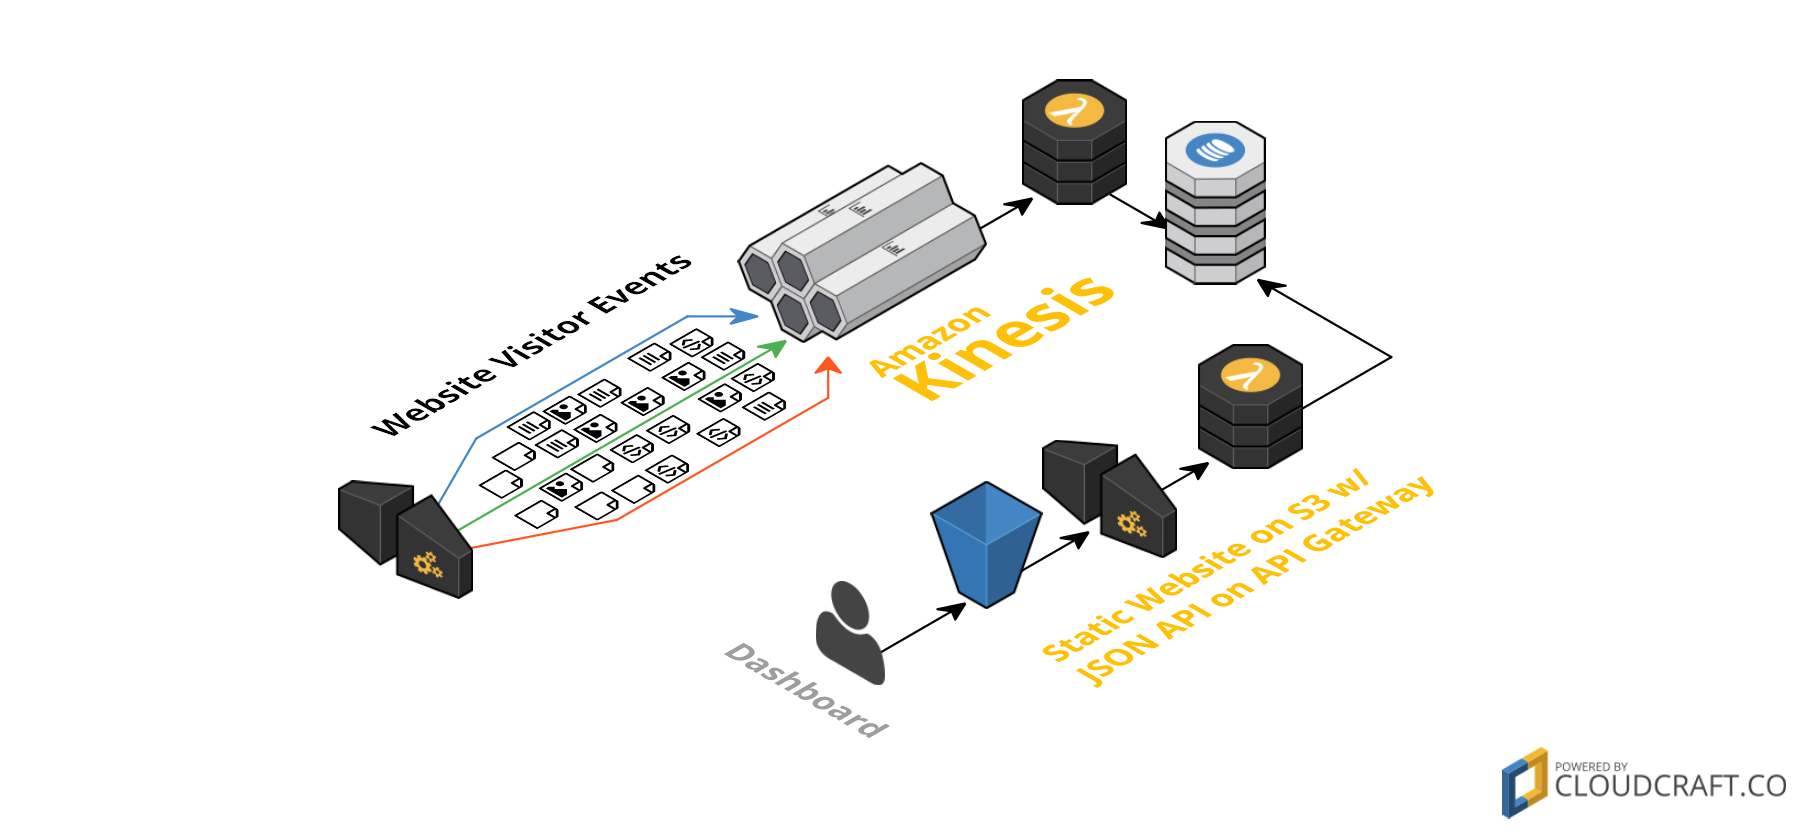 Website Visitor Events
Amazon
Kinesis
Static Website on S3 w/
JSON API on API Gateway
Dashboard
POWERED BY
CLOUDCRAFT.CO